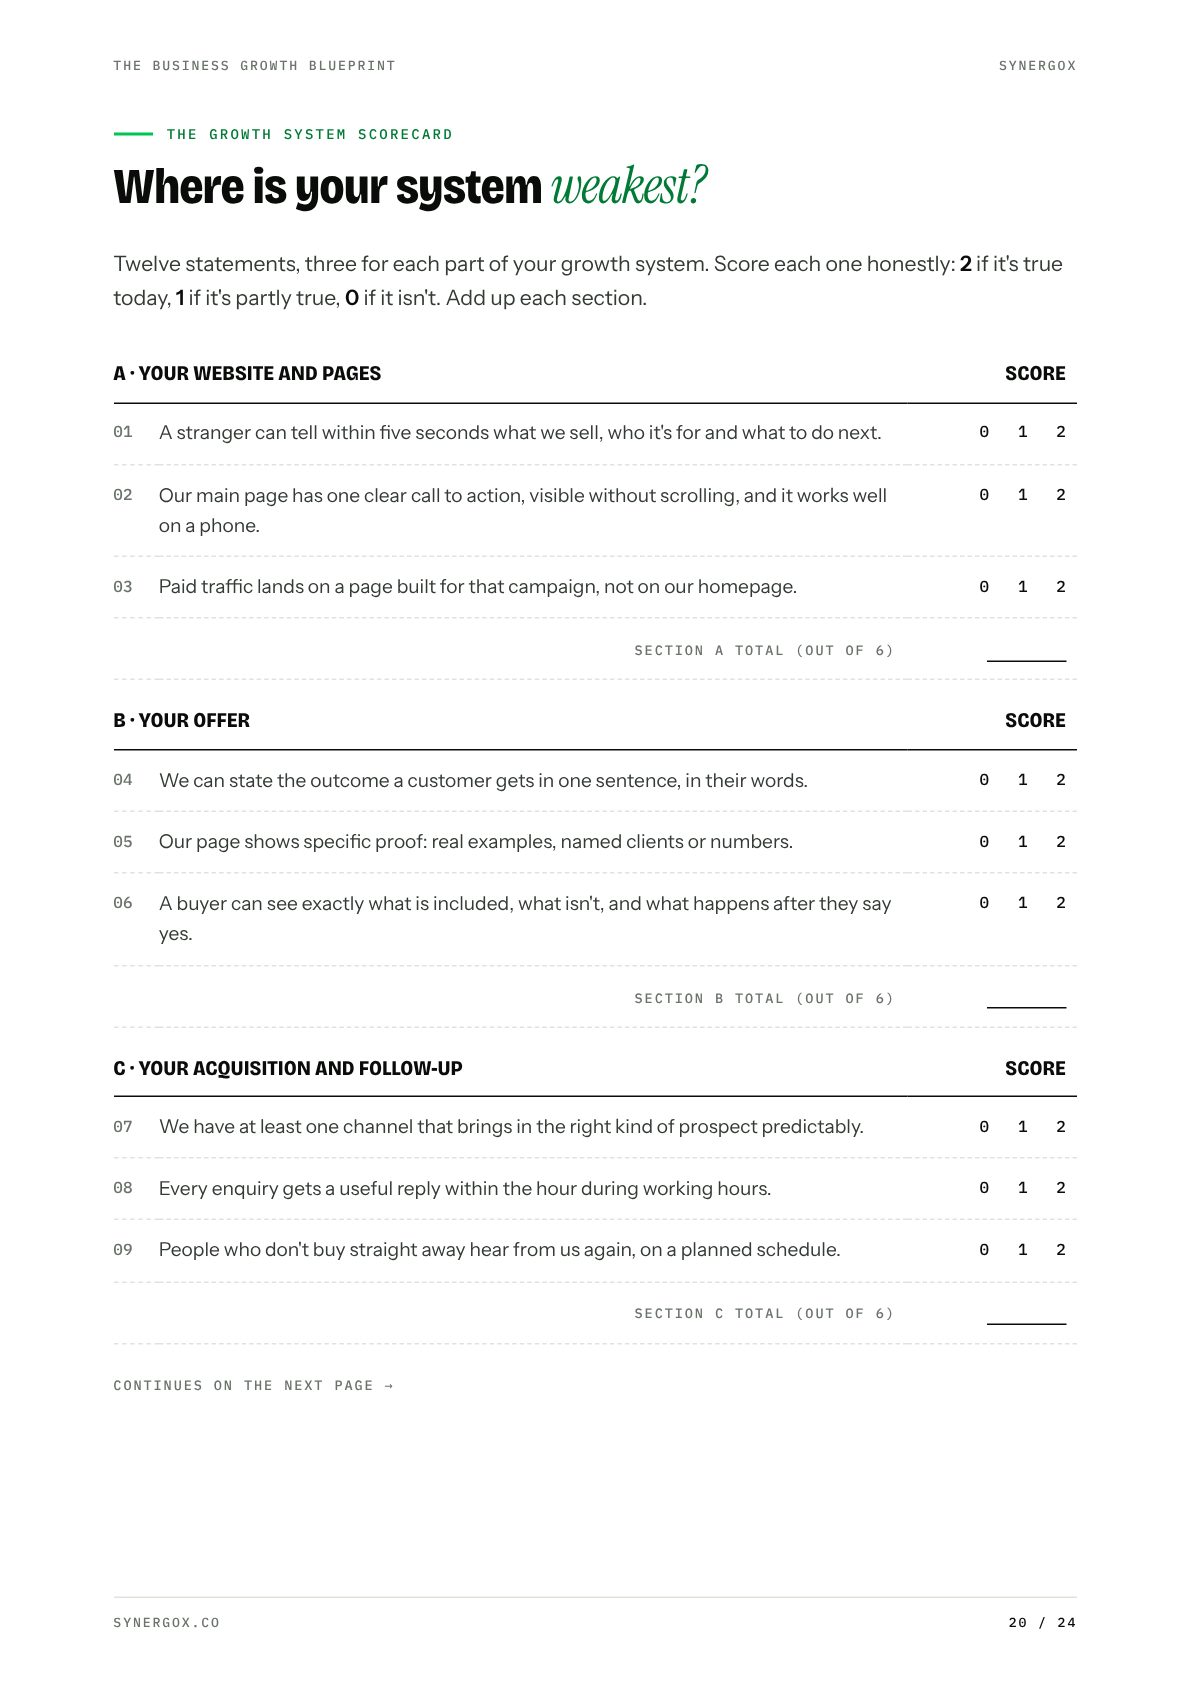 THE BUSINESS GROWTH BLUEPRINT SYNERGOX
THE GROWTH SYSTEM SCORECARD
Where is your system weakest?
Twelve statements, three for each part of your growth system. Score each one honestly: 2 if it's true
today, 1 if it's partly true, 0 if it isn't. Add up each section.
A · YOUR WEBSITE AND PAGES SCORE
01 A stranger can tell within five seconds what we sell, who it's for and what to do next. 0 1 2
02 Our main page has one clear call to action, visible without scrolling, and it works well 0 1 2
on a phone.
03 Paid traffic lands on a page built for that campaign, not on our homepage. 0 1 2
SECTION A TOTAL (OUT OF 6)
B · YOUR OFFER SCORE
04 We can state the outcome a customer gets in one sentence, in their words. 0 1 2
05 Our page shows specific proof: real examples, named clients or numbers. 0 1 2
06 A buyer can see exactly what is included, what isn't, and what happens after they say 0 1 2
yes.
SECTION B TOTAL (OUT OF 6)
C · YOUR ACQUISITION AND FOLLOW-UP SCORE
07 We have at least one channel that brings in the right kind of prospect predictably. 0 1 2
08 Every enquiry gets a useful reply within the hour during working hours. 0 1 2
09 People who don't buy straight away hear from us again, on a planned schedule. 0 1 2
SECTION C TOTAL (OUT OF 6)
CONTINUES ON THE NEXT PAGE →
SYNERGOX.CO 20 / 24